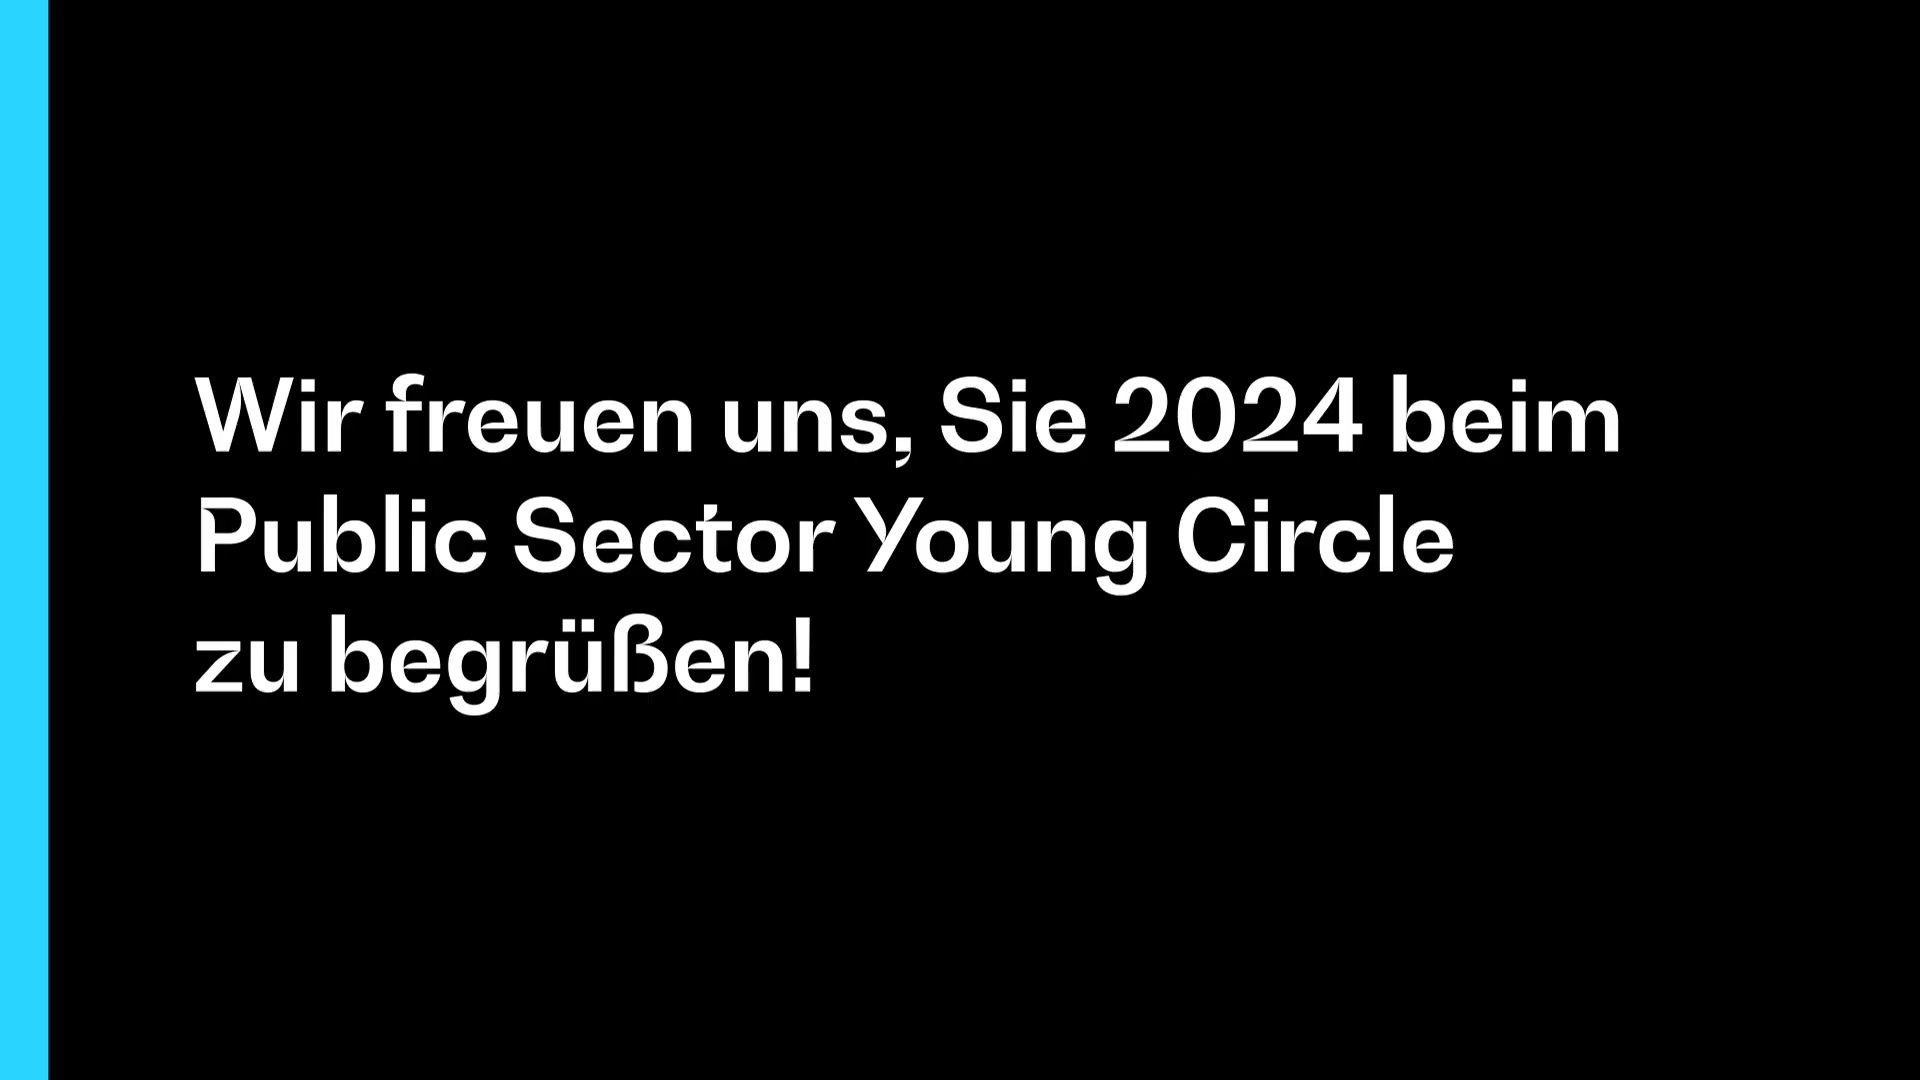 Wir freuen uns, Sie 2024 beim
Public Sector Young Circle
zu begrüßen!